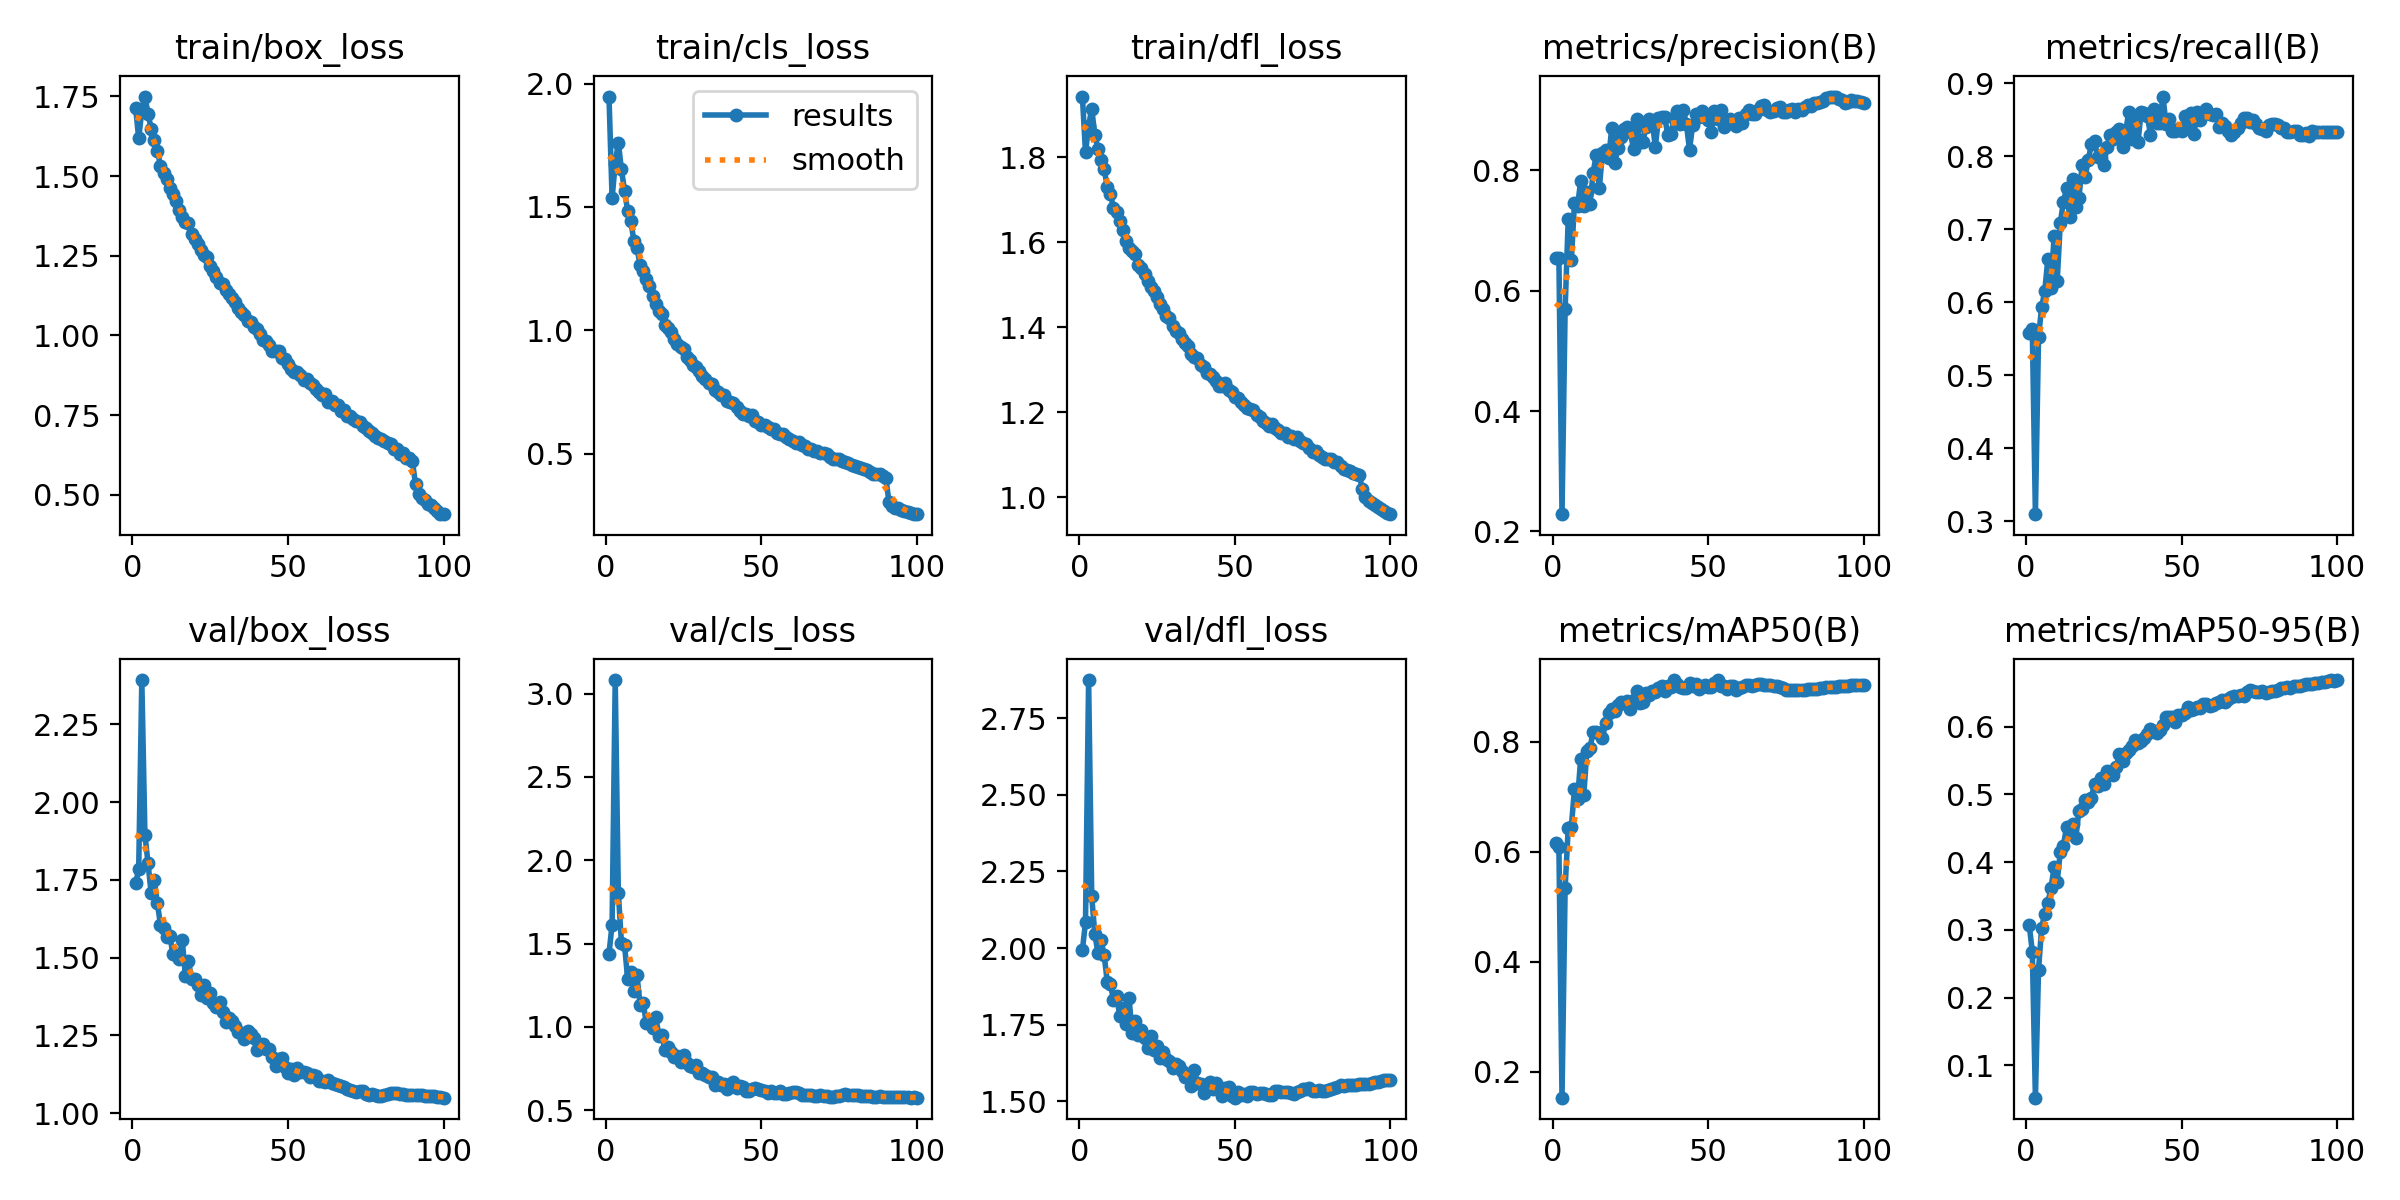 train/box_loss
train/cls_loss
train/dfl_loss
metrics/precision(B)
metrics/recall(B)
1.75
1.50
1.25
1.00
0.75
0.50
0 50 100
2.0
1.5
1.0
0.5
0 50 100
results
smooth
1.8
1.6
1.4
1.2
1.0
0 50 100
0.8
0.6
0.4
0.2
0 50 100
0.9
0.8
0.7
0.6
0.5
0.4
0.3
0 50 100
val/box_loss
val/cls_loss
val/dfl_loss
metrics/mAP50(B)
metrics/mAP50-95(B)
2.25
2.00
1.75
1.50
1.25
1.00
0 50 100
3.0
2.5
2.0
1.5
1.0
0.5
0 50 100
2.75
2.50
2.25
2.00
1.75
1.50
0 50 100
0.8
0.6
0.4
0.2
0 50 100
0.6
0.5
0.4
0.3
0.2
0.1
0 50 100